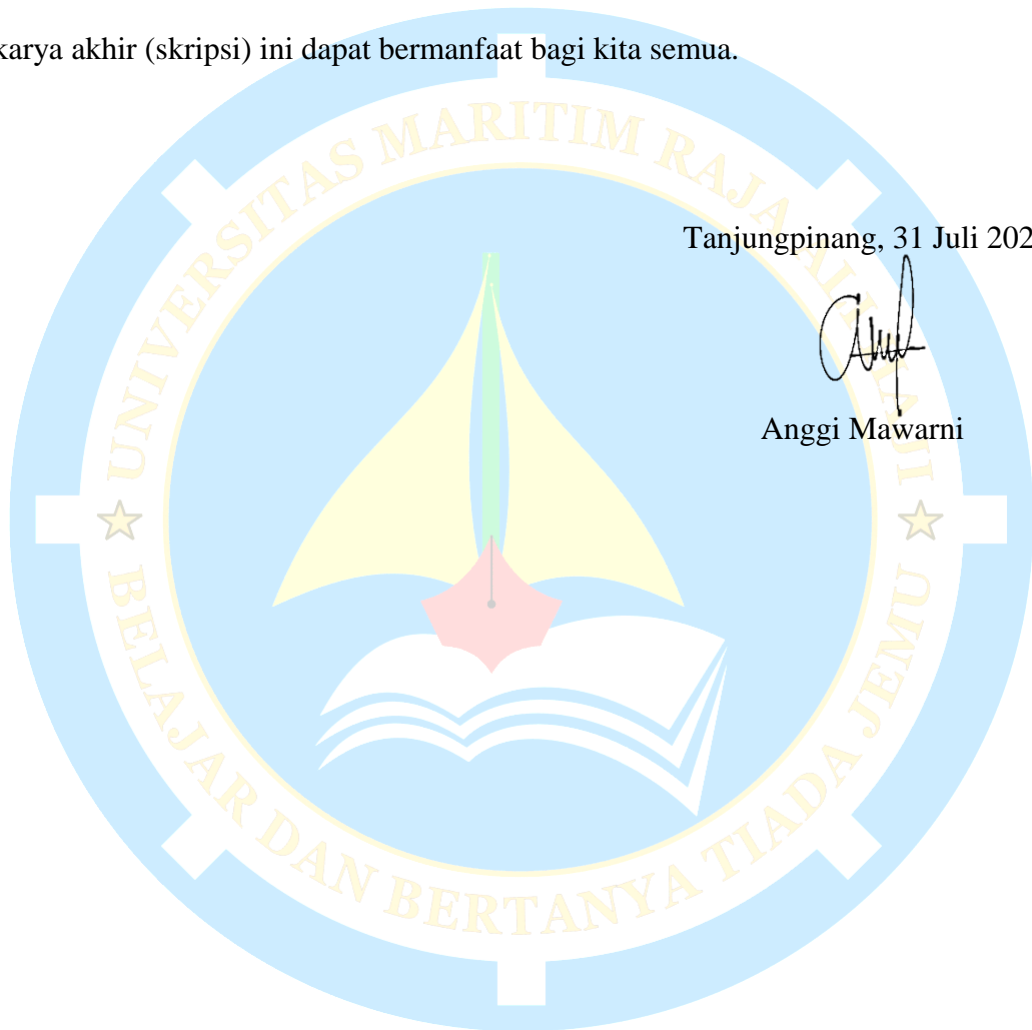 karya akhir (skripsi) ini dapat bermanfaat bagi kita semua.
UNIVERSITAS MARITIM RAJA ALI HAJI
Tanjungpinang, 31 Juli 202
Anggi Mawarni
BELAJAR DAN BERTANYA TIADA JEMU